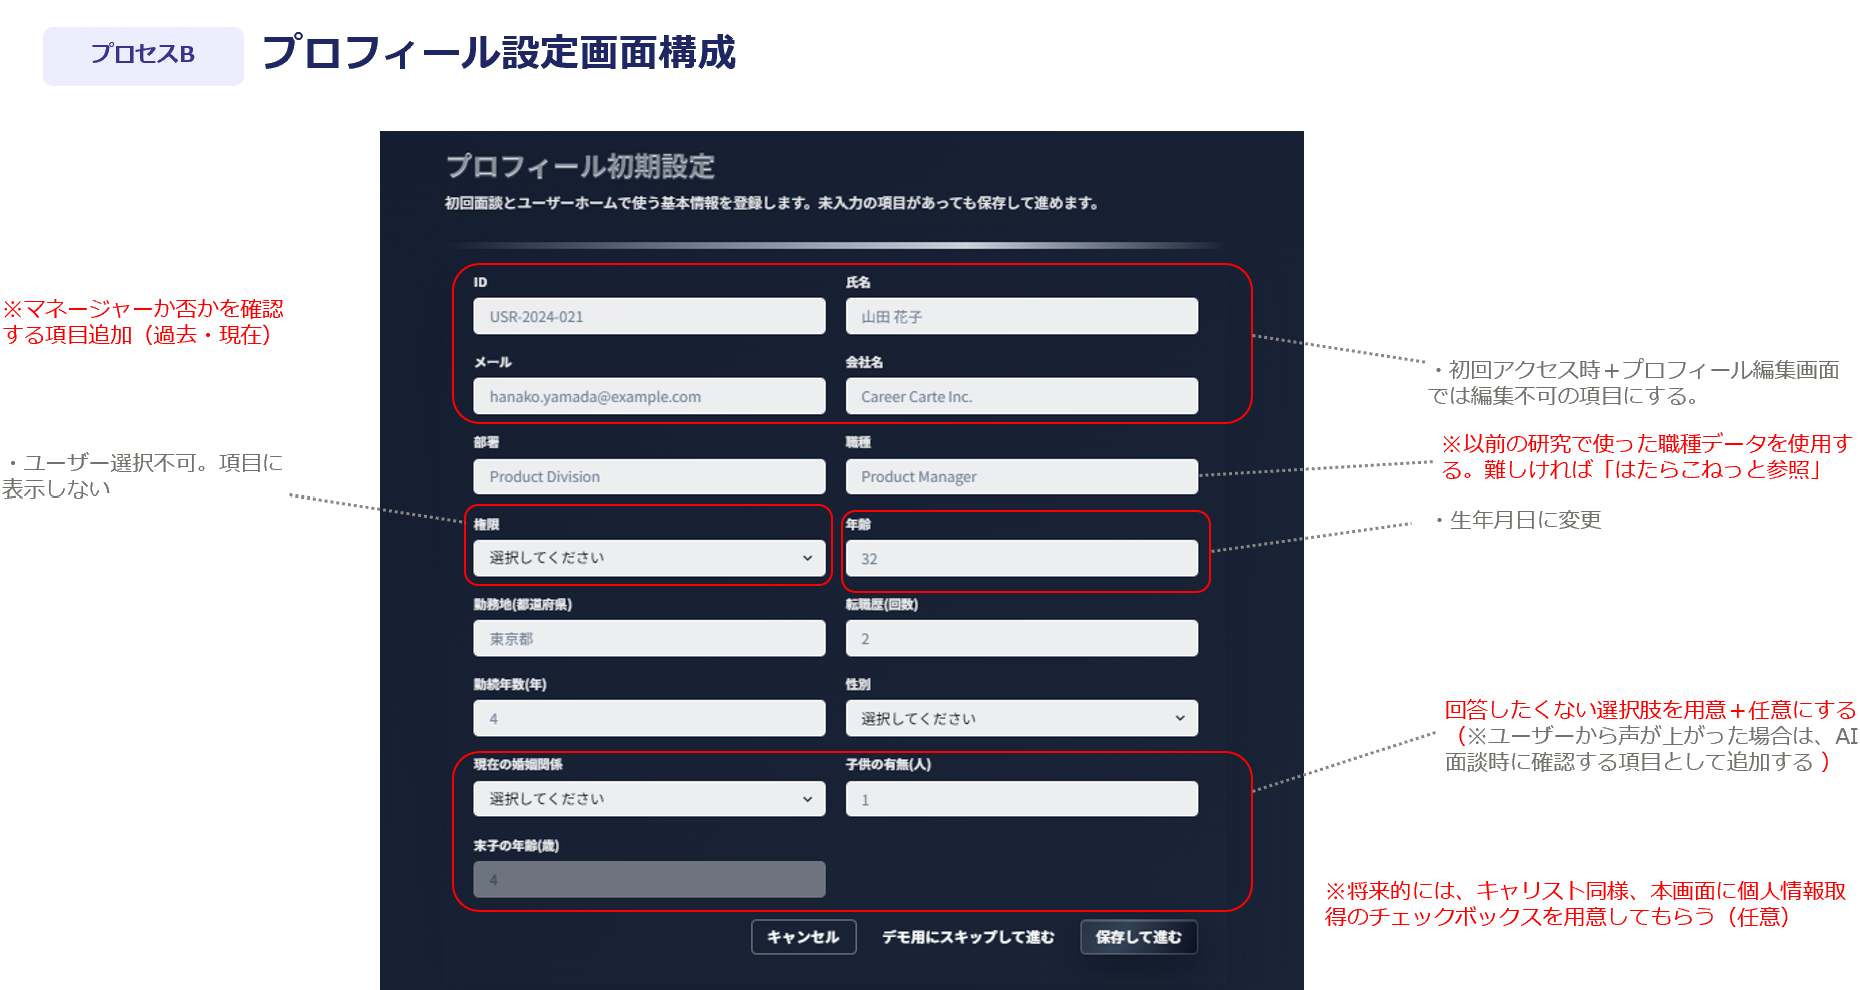 プロセスB
プロフィール設定画面構成
プロフィール初期設定
初回面談とユーザーホームで使う基本情報を登録します。未入力の項目があっても保存して進めます。
ID
氏名
USR-2024-021
山田 花子
メール
会社名
hanako.yamada@example.com
Career Carte Inc.
部署
職種
Product Division
Product Manager
権限
年齢
選択してください
32
勤務地(都道府県)
転職歴(回数)
東京都
2
勤続年数(年)
性別
4
選択してください
現在の婚姻関係
子供の有無(人)
選択してください
1
末子の年齢(歳)
4
キャンセル
デモ用にスキップして進む
保存して進む
※マネージャーか否かを確認
する項目追加（過去・現在）
・ユーザー選択不可。項目に
表示しない
・初回アクセス時＋プロフィール編集画面
では編集不可の項目にする。
※以前の研究で使った職種データを使用す
る。難しければ「はたらこねっと参照」
・生年月日に変更
回答したくない選択肢を用意＋任意にする
（※ユーザーから声が上がった場合は、AI
面談時に確認する項目として追加する ）
※将来的には、キャリスト同様、本画面に個人情報取
得のチェックボックスを用意してもらう（任意）